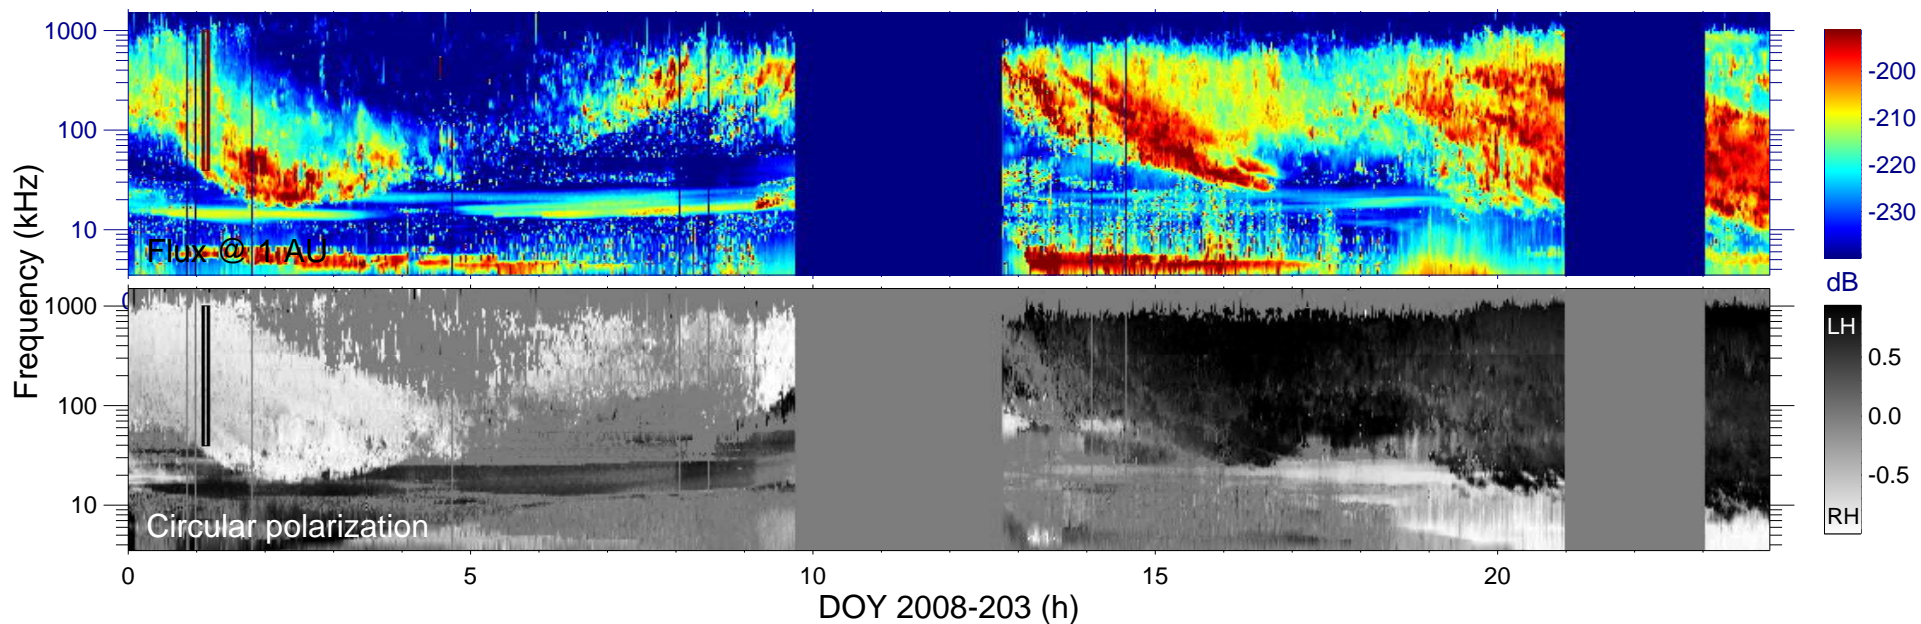 1000
100
10
Flux @ 1 AU
-200
-210
-220
-230
dB
0
Frequency (kHz)
1000
100
10
Circular polarization
LH
0.5
0.0
-0.5
RH
0
5
10
15
20
DOY 2008-203 (h)